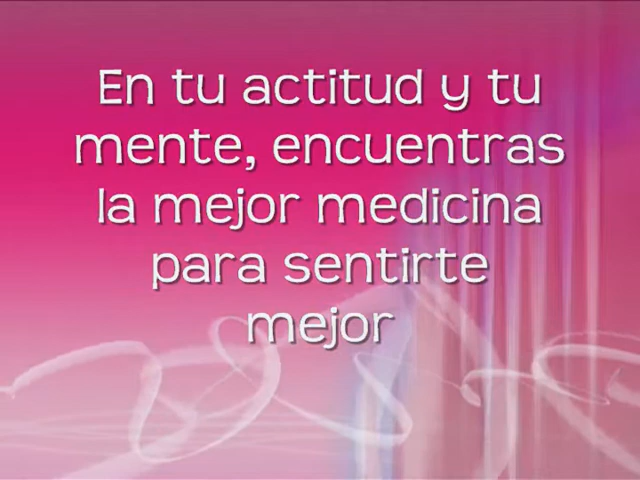 En tu actitud y tu
mente, encuentras
la mejor medicina
para sentirte
mejor